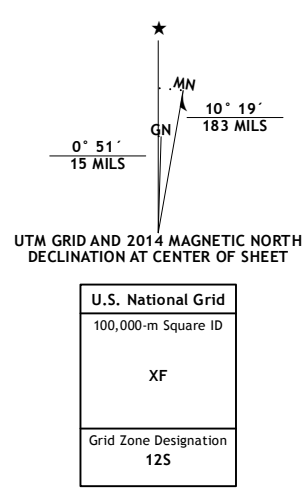 MN
10° 19´
183 MILS
GN
0° 51´
15 MILS
UTM GRID AND 2014 MAGNETIC NORTH
DECLINATION AT CENTER OF SHEET
U.S. National Grid
100,000-m Square ID
XF
Grid Zone Designation
12S